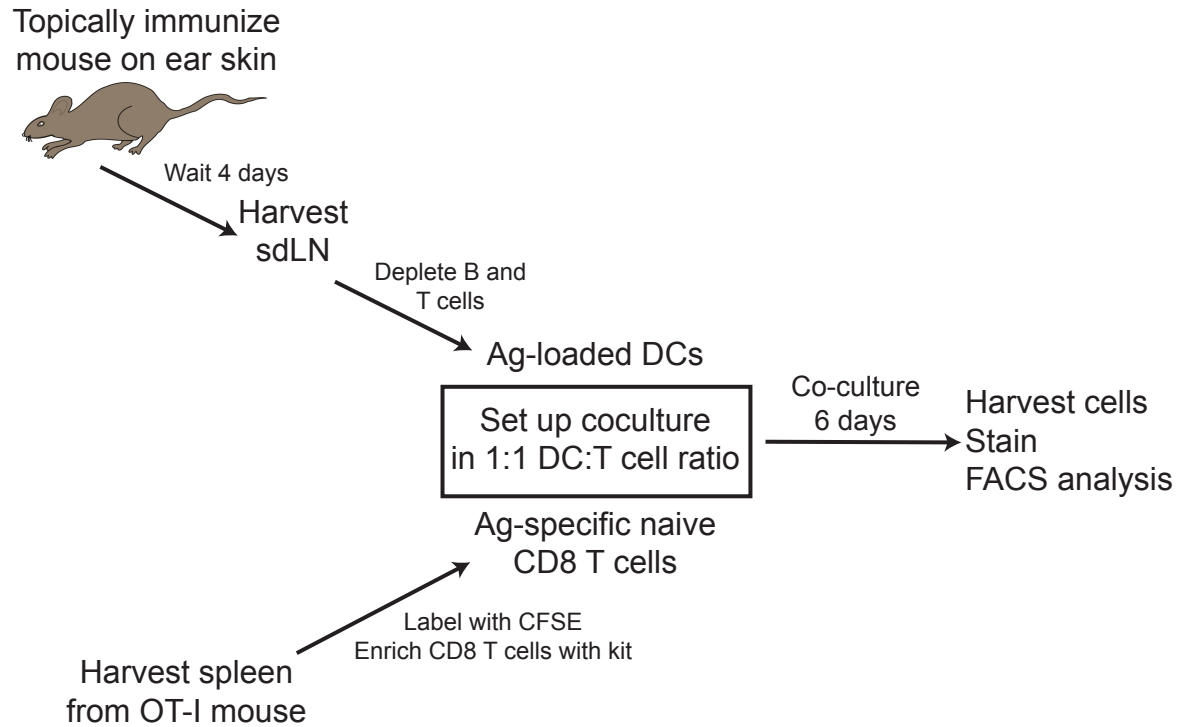 Topically immunize
mouse on ear skin
Wait 4 days
Harvest
sdLN
Deplete B and
T cells
Ag-loaded DCs
Set up coculture
in 1:1 DC:T cell ratio
Co-culture
6 days
Harvest cells
Stain
FACS analysis
Ag-specific naive
CD8 T cells
Label with CFSE
Enrich CD8 T cells with kit
Harvest spleen
from OT-I mouse